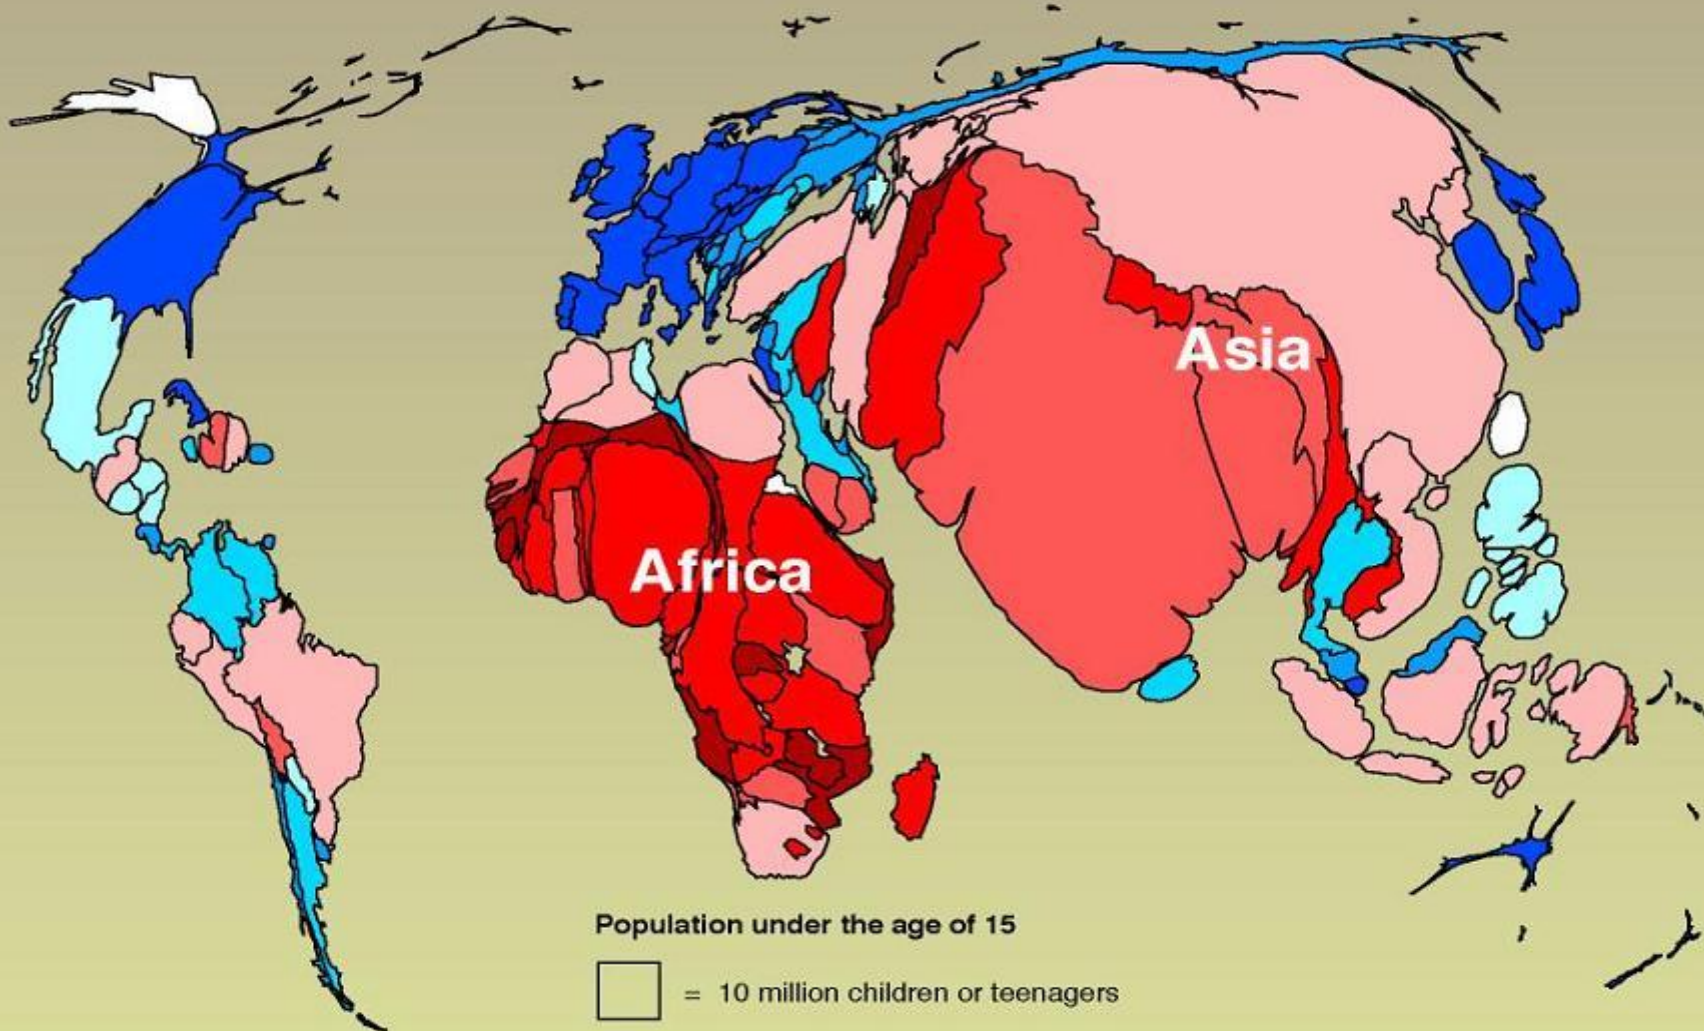 Asia
Africa
Population under the age of 15
= 10 million children or teenagers